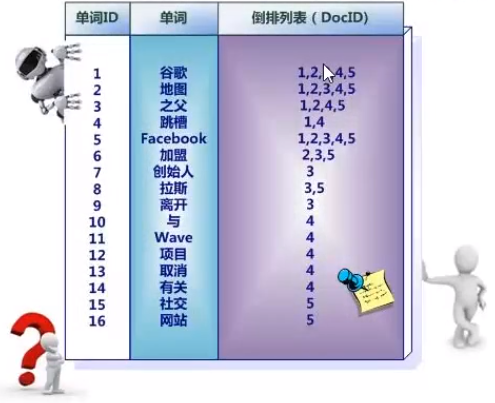 单词ID 单词 倒排列表（DocID)
1 谷歌 1,2,3,4,5
2 地图 1,2,3,4,5
3 之父 1,2,4,5
4 跳槽 1,4
5 Facebook 1,2,3,4,5
6 加盟 2,3,5
7 创始人 3
8 拉斯 3,5
9 离开 3
10 与 4
11 Wave 4
12 项目 4
13 取消 4
14 有关 4
15 社交 5
16 网站 5